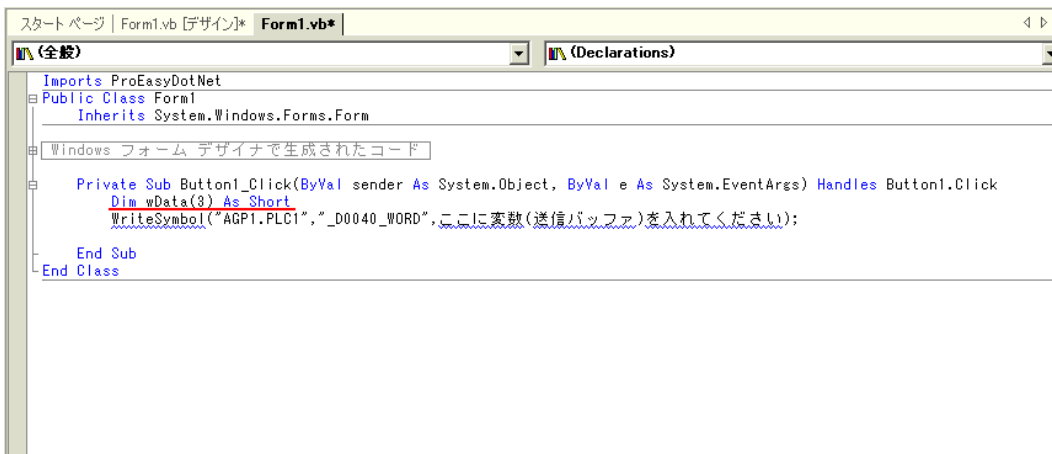 スタート ページ Form1.vb [デザイン]* Form1.vb*
(全般) (Declarations)
Imports ProEasyDotNet
Public Class Form1
Inherits System.Windows.Forms.Form
Windows フォーム デザイナで生成されたコード
Private Sub Button1_Click(ByVal sender As System.Object, ByVal e As System.EventArgs) Handles Button1.Click
Dim wData(3) As Short
WriteSymbol("AGP1.PLC1","_D0040_WORD",ここに変数(送信バッファ)を入れてください);
End Sub
End Class